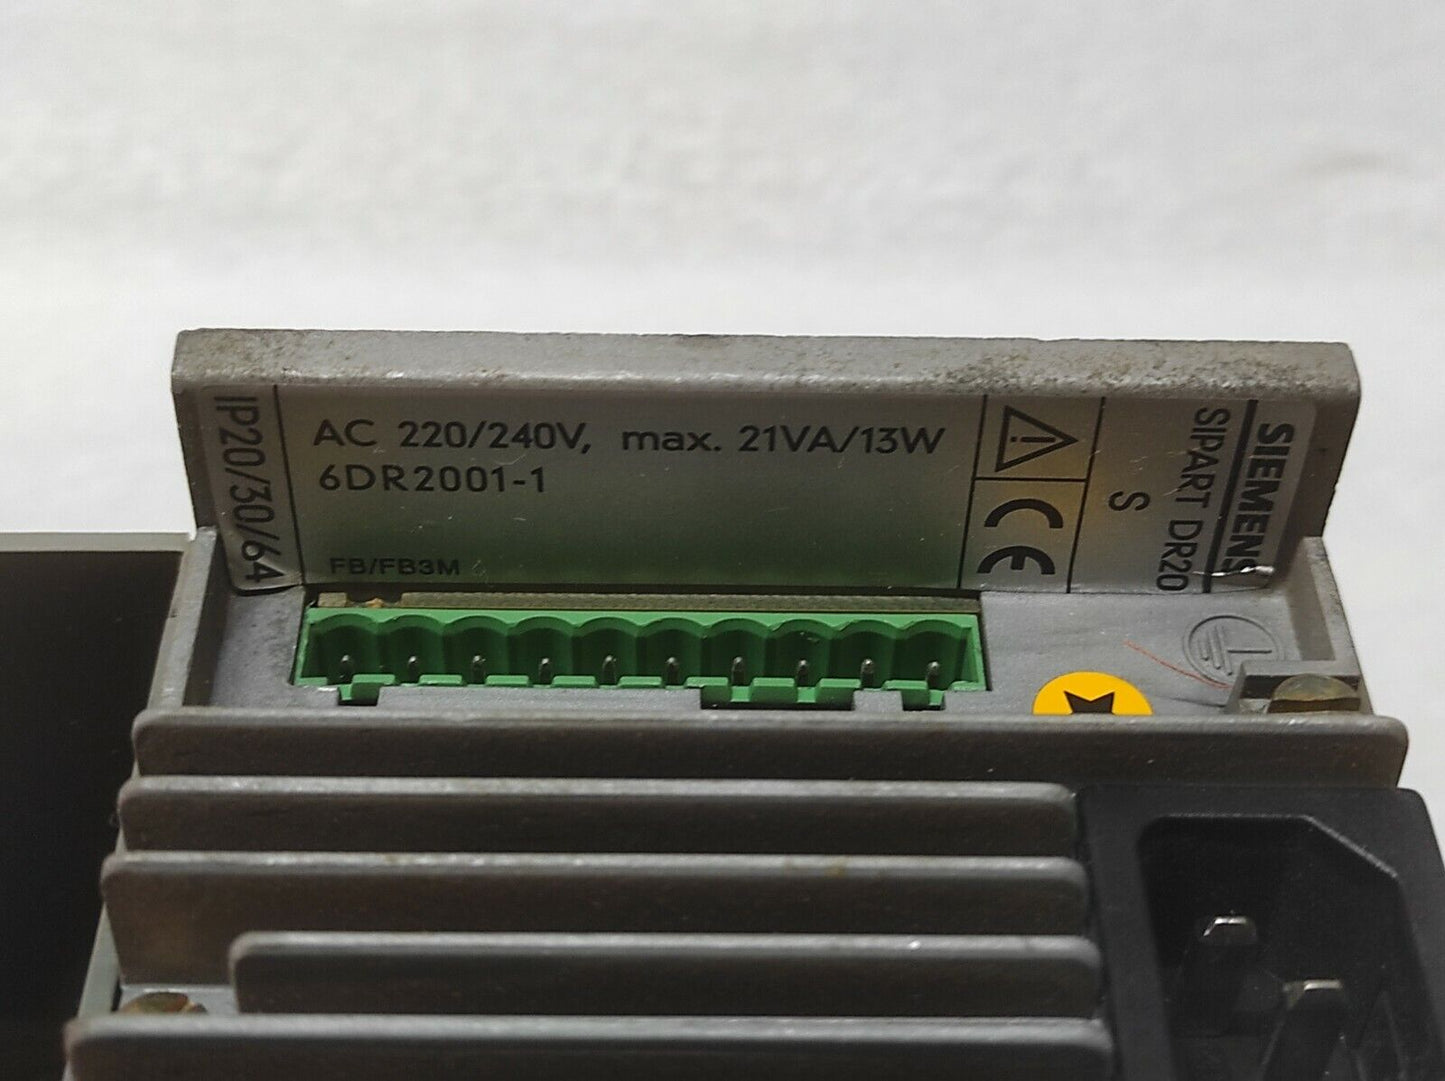 IP20/30/64
AC 220/240V, max. 21VA/13W
6DR2001-1
FB/FB3M
CE
S
SIPART DR20
SIEMENS